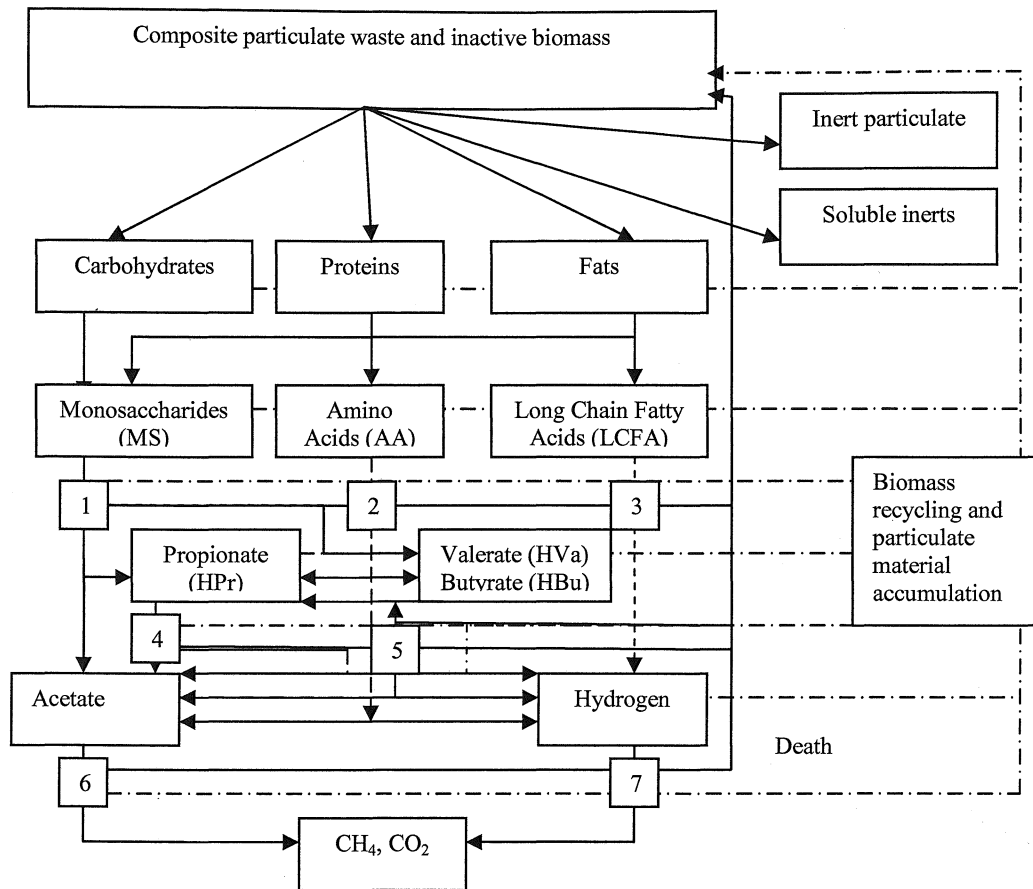 Composite particulate waste and inactive biomass
Inert particulate
Soluble inerts
Carbohydrates
Proteins
Fats
Monosaccharides
(MS)
Amino
Acids (AA)
Long Chain Fatty
Acids (LCFA)
1
2
3
Biomass
recycling and
particulate
material
accumulation
Propionate
(HPr)
Valerate (HVa)
Butyrate (HBu)
4
5
Acetate
Hydrogen
Death
6
7
CH₄, CO₂